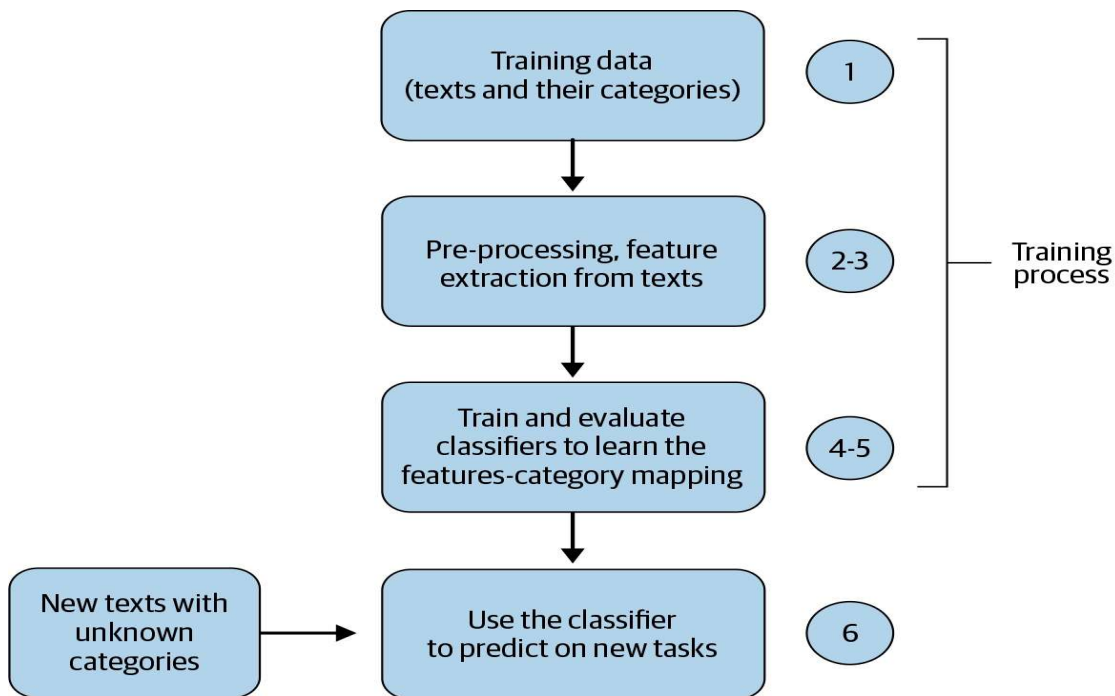 Training data
(texts and their categories)
1
Pre-processing, feature
extraction from texts
2-3
Training
process
Train and evaluate
classifiers to learn the
features-category mapping
4-5
New texts with
unknown
categories
Use the classifier
to predict on new tasks
6